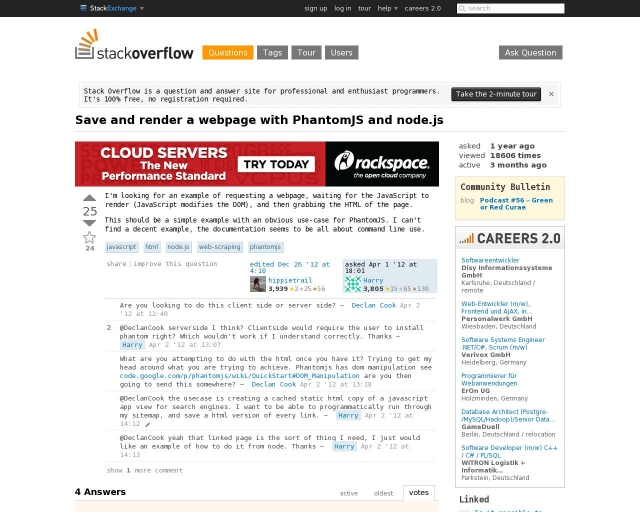 StackExchange
sign up log in tour help careers 2.0
search
stackoverflow
Questions Tags Tour Users
Ask Question
Stack Overflow is a question and answer site for professional and enthusiast programmers.
It's 100% free, no registration required.
Take the 2-minute tour
×
Save and render a webpage with PhantomJS and node.js
CLOUD SERVERS
The New
Performance Standard
TRY TODAY
rackspace
the open cloud company
25
24
I'm looking for an example of requesting a webpage, waiting for the JavaScript to
render (JavaScript modifies the DOM), and then grabbing the HTML of the page.
This should be a simple example with an obvious use-case for PhantomJS. I can't
find a decent example, the documentation seems to be all about command line use.
javascript html node.js web-scraping phantomjs
share improve this question
edited Dec 26 '12 at
4:10
hippietrail
3,939 2 25 56
asked Apr 1 '12 at
18:01
Harry
3,805 15 65 130
Are you looking to do this client side or server side? – Declan Cook Apr 2
'12 at 12:40
2 @DeclanCook serverside I think? Clientside would require the user to install
phantom right? Which wouldn't work if I understand correctly. Thanks –
Harry Apr 2 '12 at 13:07
What are you attempting to do with the html once you have it? Trying to get my
head around what you are trying to achieve. Phantomjs has dom manipulation see
code.google.com/p/phantomjs/wiki/QuickStart#DOM_Manipulation are you then
going to send this somewhere? – Declan Cook Apr 2 '12 at 13:18
@DeclanCook the usecase is creating a cached static html copy of a javascript
app view for search engines. I want to be able to programmatically run through
my sitemap, and save a html version of every link. – Harry Apr 2 '12 at
14:12
@DeclanCook yeah that linked page is the sort of thing I need, I just would
like an example of how to do it from node. Thanks – Harry Apr 2 '12 at
14:13
show 1 more comment
4 Answers
active oldest votes
asked 1 year ago
viewed 18606 times
active 3 months ago
Community Bulletin
blog Podcast #56 – Green
or Red Curae
CAREERS 2.0
Softwareentwickler
Disy Informationssysteme
GmbH
Karlsruhe, Deutschland /
remote
Web-Entwickler (m/w),
Frontend und AJAX, in…
Personalwerk GmbH
Wiesbaden, Deutschland
Software Systems Engineer
.NET/C#, Scrum (m/w)
Verivox GmbH
Heidelberg, Germany
Programmierer für
Webanwendungen
ErOn UG
Holzminden, Germany
Database Architect (Postgre-
/MySQL/Hadoop)/Senior Data…
GameDuell
Berlin, Deutschland / relocation
Software Developer (m/w) C++
/ C# / PL/SQL
WITRON Logistik +
Informatik…
Parkstein, Deutschland
Linked